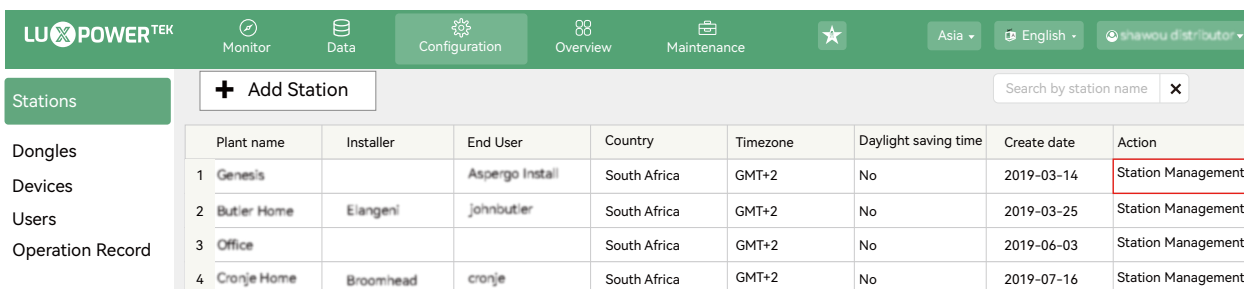 LUXPOWERTEK
Monitor Data Configuration Overview Maintenance Asia English shawou distributor
Stations
Dongles
Devices
Users
Operation Record
Add Station Search by station name
Plant name Installer End User Country Timezone Daylight saving time Create date Action
1 Genesis Aspergo Install South Africa GMT+2 No 2019-03-14 Station Management
2 Butler Home Elangeni johnbutler South Africa GMT+2 No 2019-03-25 Station Management
3 Office South Africa GMT+2 No 2019-06-03 Station Management
4 Cronje Home Broomhead cronje South Africa GMT+2 No 2019-07-16 Station Management